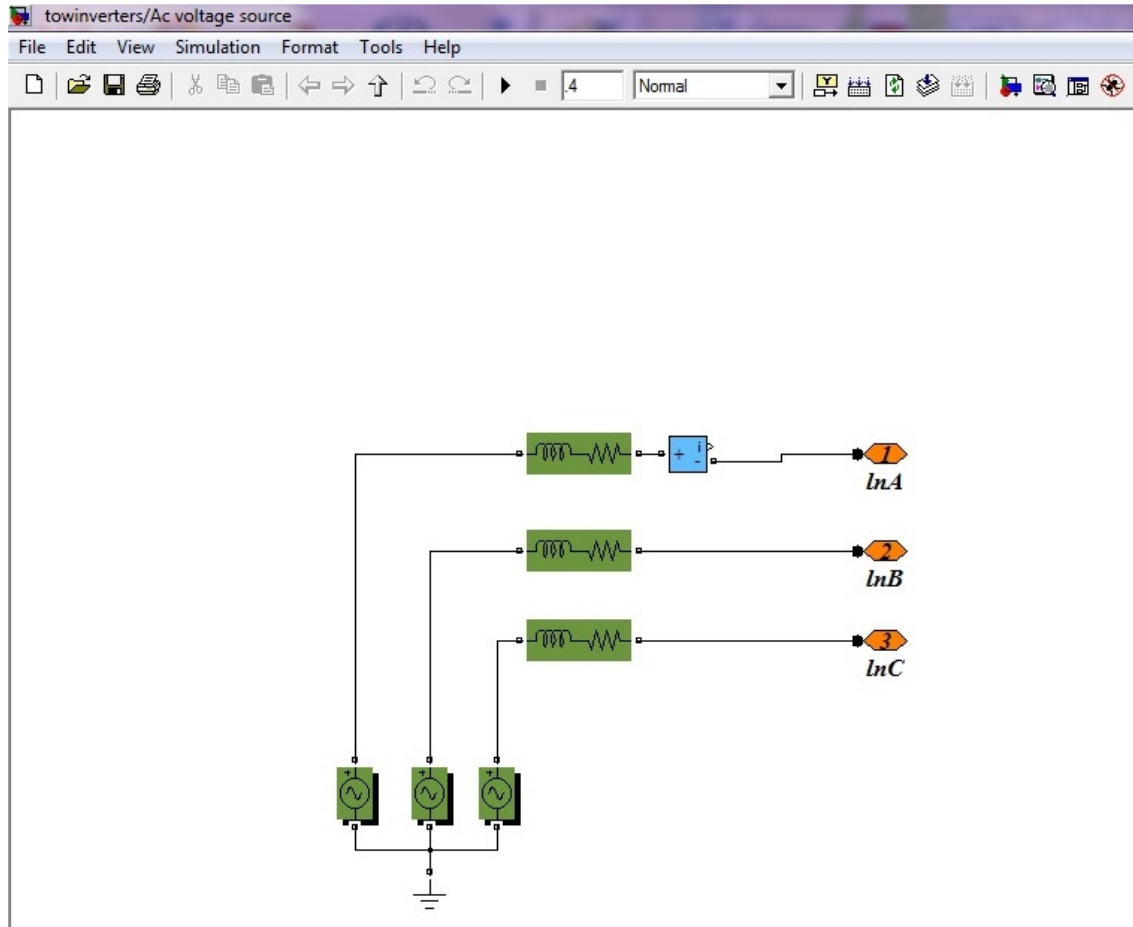 towinverters/Ac voltage source
File Edit View Simulation Format Tools Help
.4 Normal
+ i
-
1
lnA
2
lnB
3
lnC
+ + +